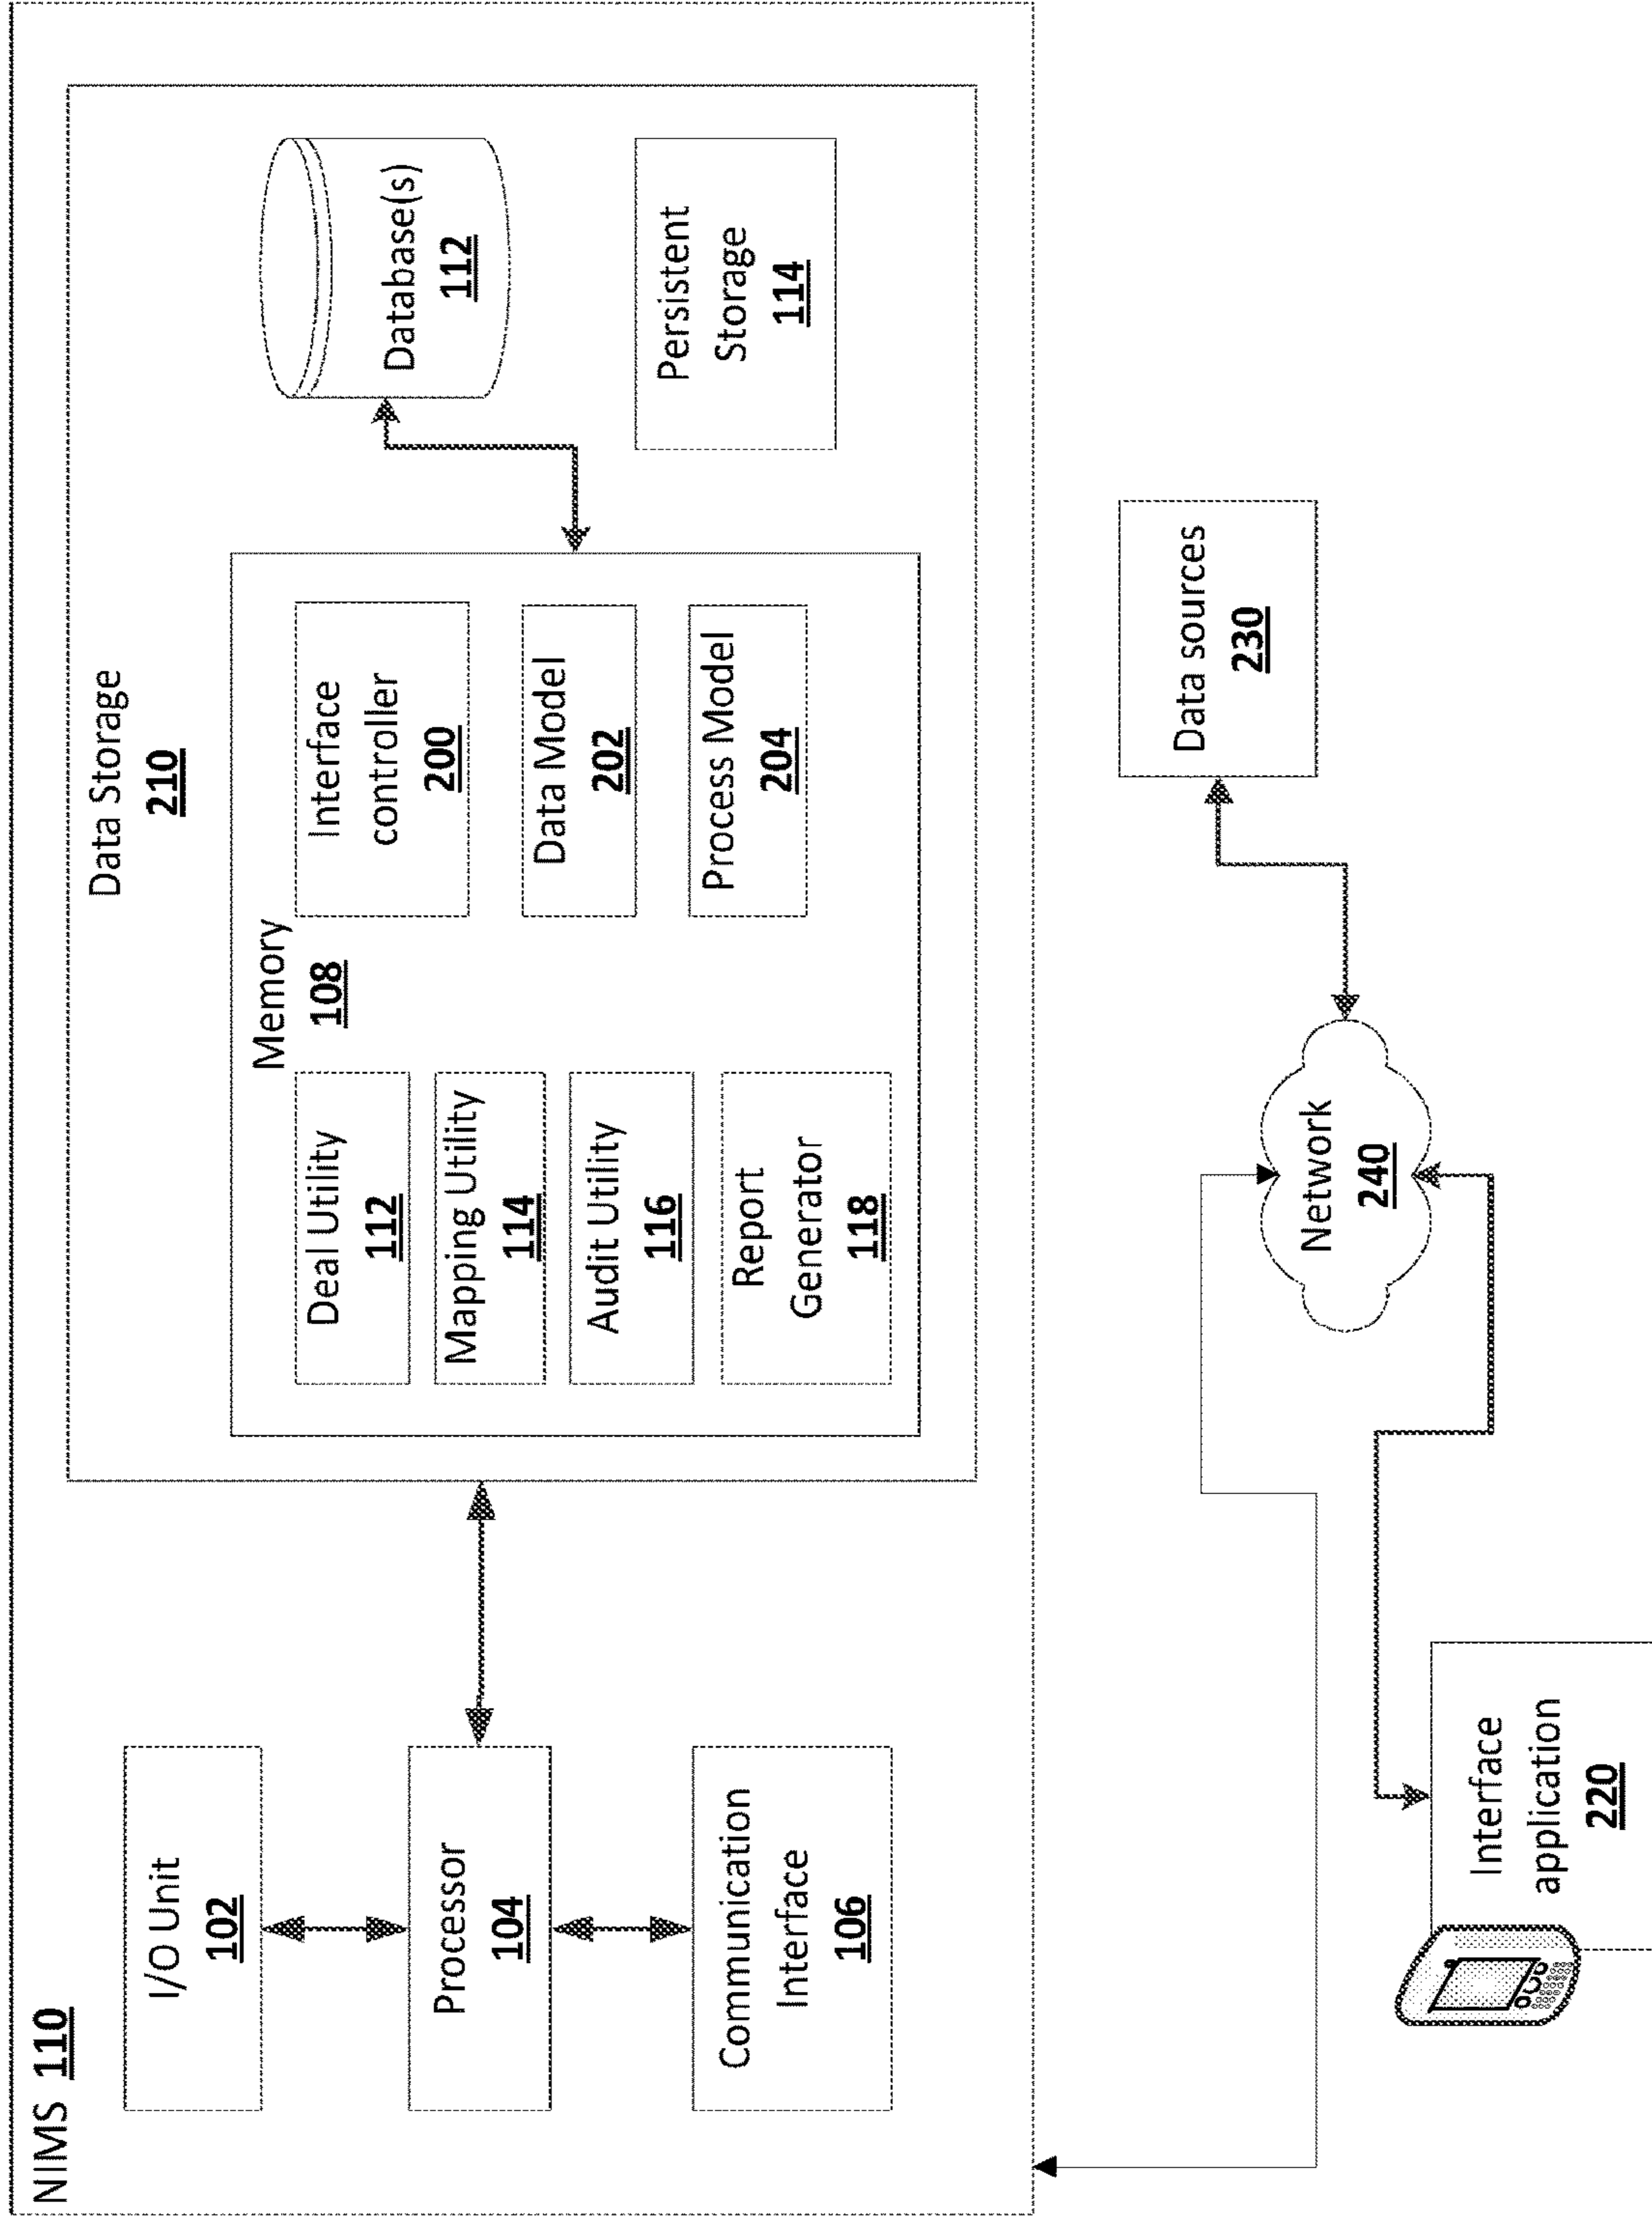 NIMS 110
I/O Unit
102
Processor
104
Communication
Interface
106
Data Storage
210
Memory
108
Deal Utility
112
Mapping Utility
114
Audit Utility
116
Report
Generator
118
Interface
controller
200
Data Model
202
Process Model
204
Database(s)
112
Persistent
Storage
114
Interface
application
220
Network
240
Data sources
230